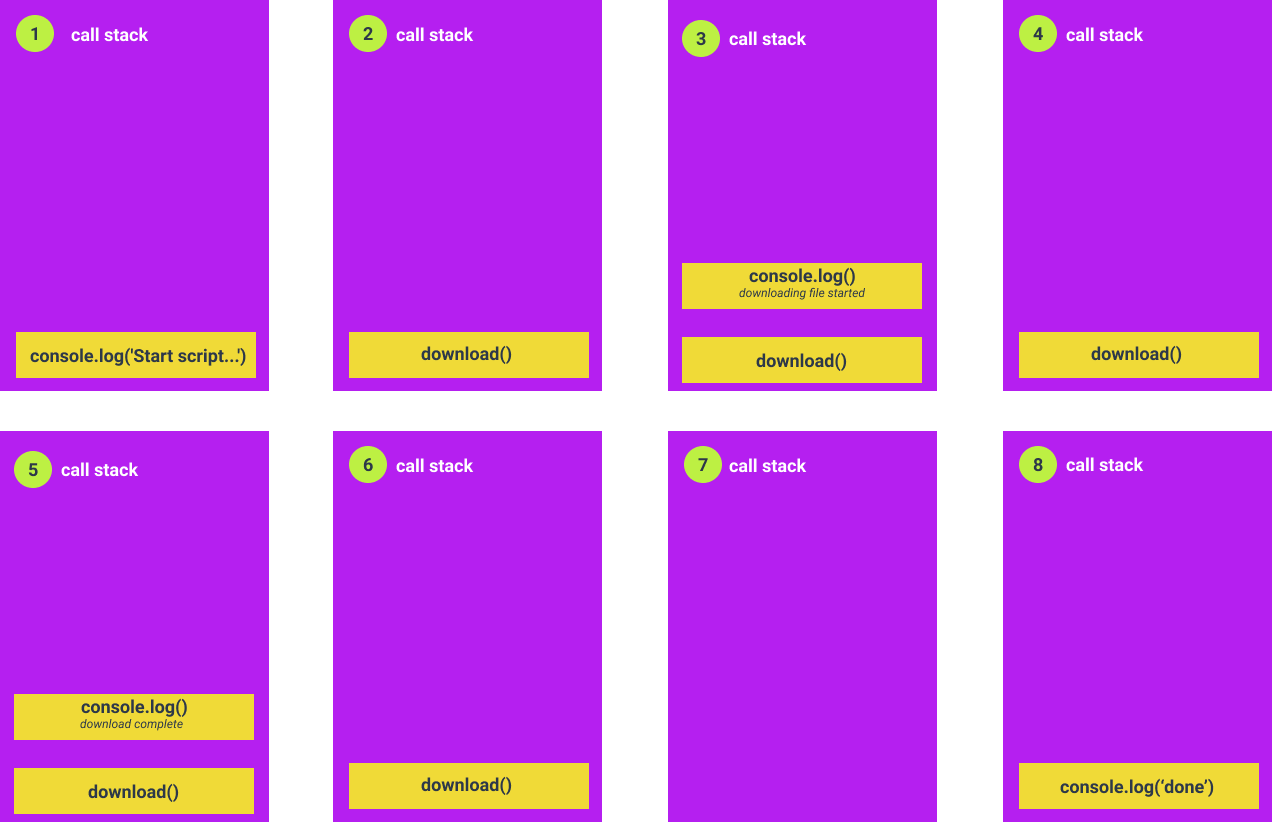 1 call stack
console.log('Start script...')
2 call stack
download()
3 call stack
console.log()
downloading file started
download()
4 call stack
download()
5 call stack
console.log()
download complete
download()
6 call stack
download()
7 call stack
8 call stack
console.log(‘done’)